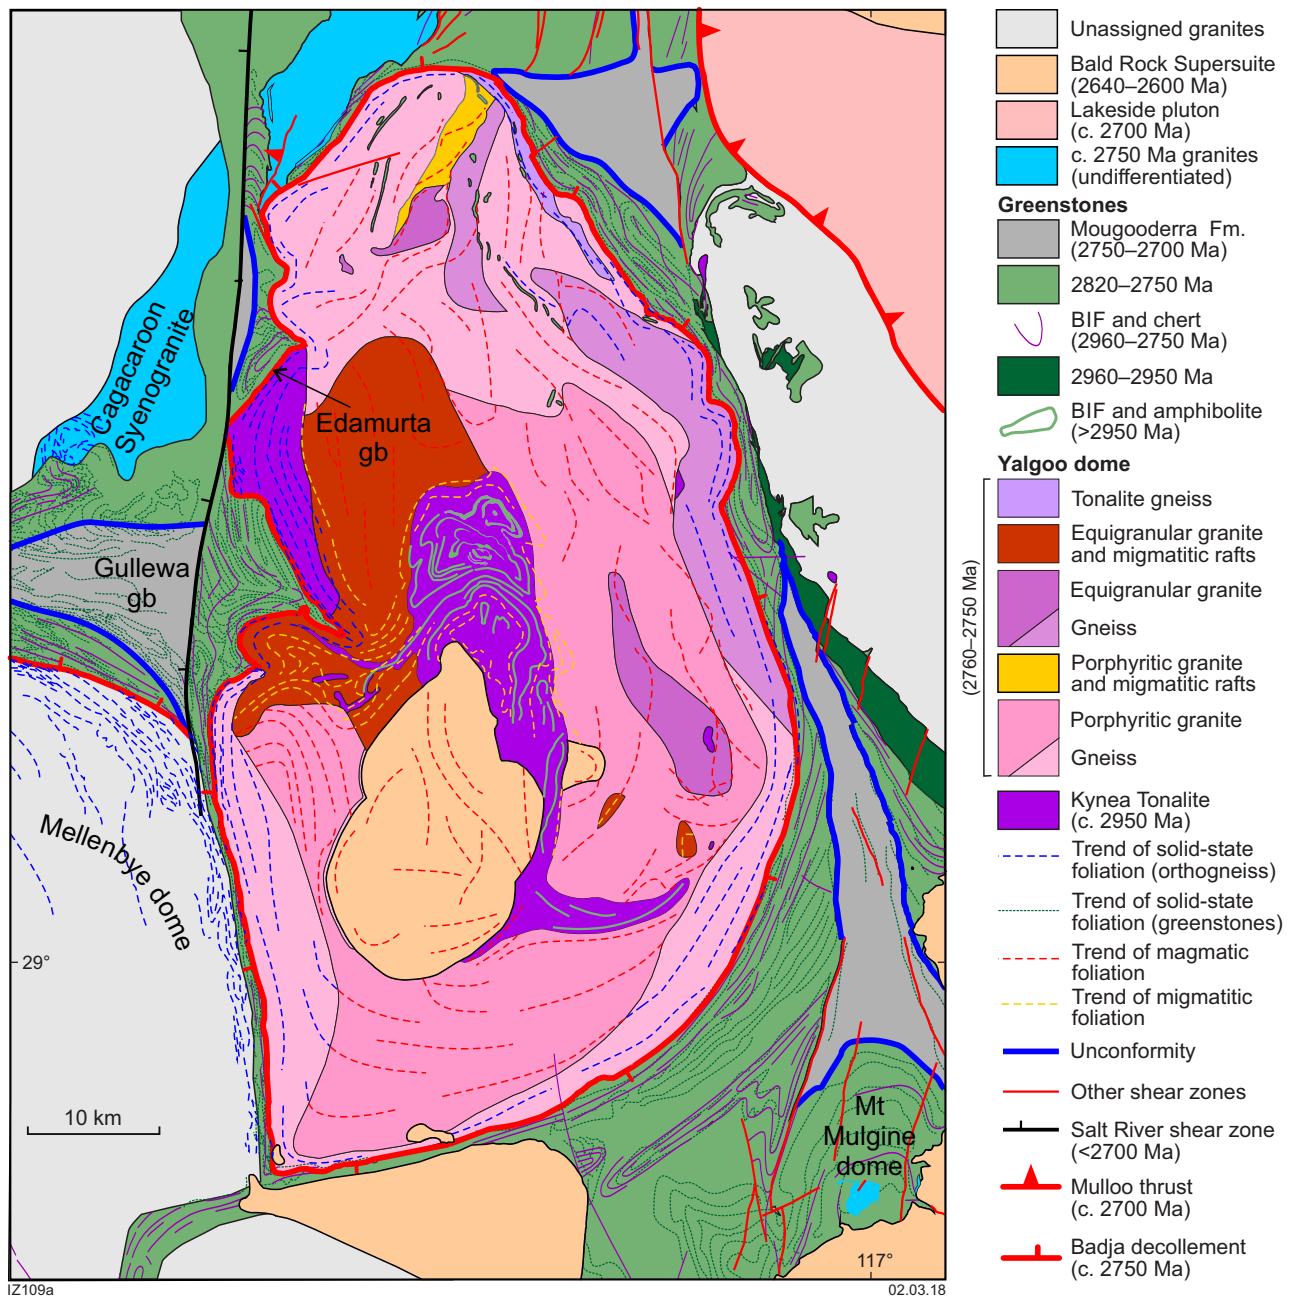 Cagacaroon
Syenogranite
Edamurta
gb
Gullewa
gb
Mellenbye dome
29°
10 km
Mt
Mulgine
dome
117°
IZ109a
02.03.18
Unassigned granites
Bald Rock Supersuite
(2640–2600 Ma)
Lakeside pluton
(c. 2700 Ma)
c. 2750 Ma granites
(undifferentiated)
Greenstones
Mougooderra Fm.
(2750–2700 Ma)
2820–2750 Ma
BIF and chert
(2960–2750 Ma)
2960–2950 Ma
BIF and amphibolite
(>2950 Ma)
Yalgoo dome
(2760–2750 Ma)
Tonalite gneiss
Equigranular granite
and migmatitic rafts
Equigranular granite
Gneiss
Porphyritic granite
and migmatitic rafts
Porphyritic granite
Gneiss
Kynea Tonalite
(c. 2950 Ma)
Trend of solid-state
foliation (orthogneiss)
Trend of solid-state
foliation (greenstones)
Trend of magmatic
foliation
Trend of migmatitic
foliation
Unconformity
Other shear zones
Salt River shear zone
(<2700 Ma)
Mulloo thrust
(c. 2700 Ma)
Badja decollement
(c. 2750 Ma)